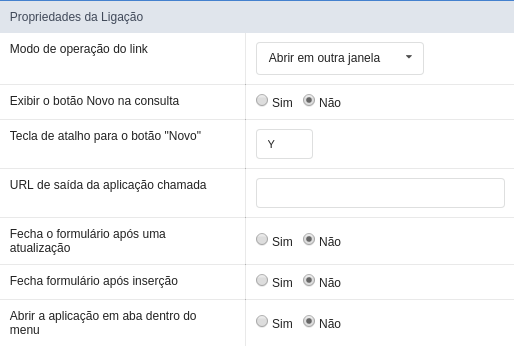 Propriedades da Ligação
Modo de operação do link
Abrir em outra janela
Exibir o botão Novo na consulta
Sim Não
Tecla de atalho para o botão "Novo"
Y
URL de saída da aplicação chamada
Fecha o formulário após uma
atualização
Sim Não
Fecha formulário após inserção
Sim Não
Abrir a aplicação em aba dentro do
menu
Sim Não